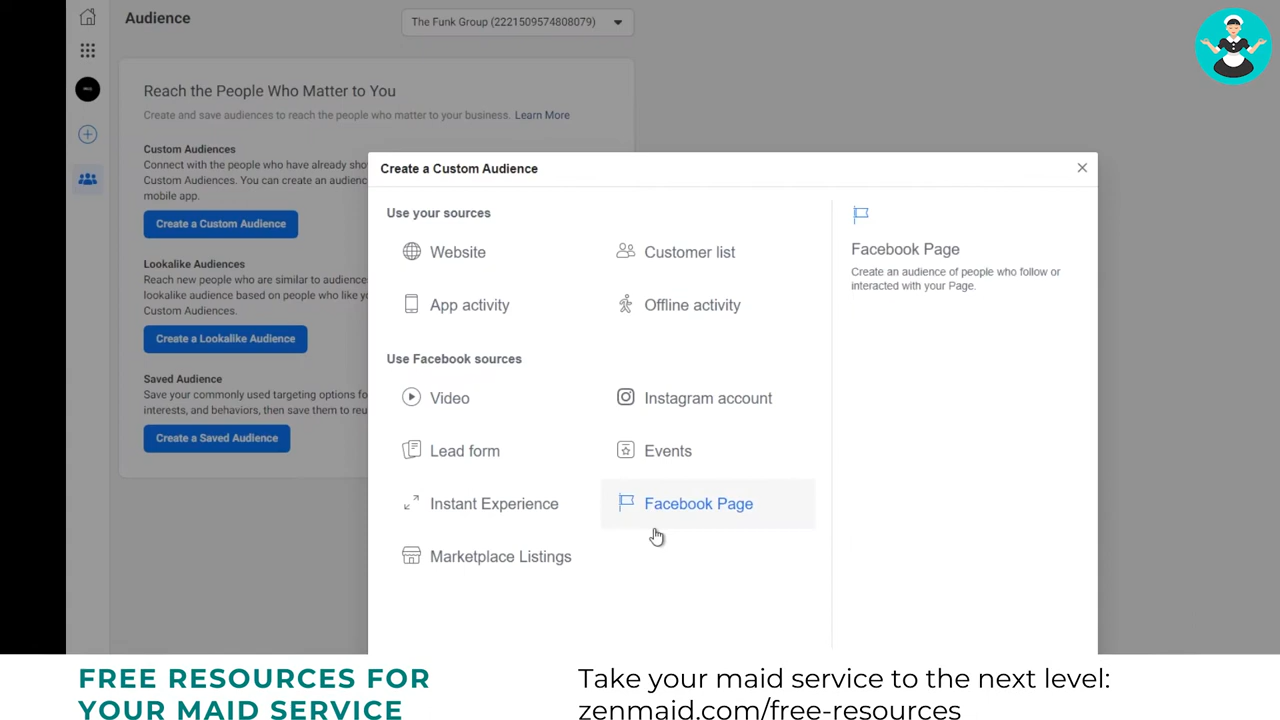 Audience
The Funk Group (2221509574808079)
Reach the People Who Matter to You
Create and save audiences to reach the people who matter to your business. Learn More
Custom Audiences
Connect with the people who have already sho
Custom Audiences. You can create an audienc
mobile app.
Create a Custom Audience
Lookalike Audiences
Reach new people who are similar to audience
lookalike audience based on people who like yo
Custom Audiences.
Create a Lookalike Audience
Saved Audience
Save your commonly used targeting options fo
interests, and behaviors, then save them to reu
Create a Saved Audience
Create a Custom Audience
Use your sources
Website
Customer list
App activity
Offline activity
Use Facebook sources
Video
Instagram account
Lead form
Events
Instant Experience
Facebook Page
Marketplace Listings
Facebook Page
Create an audience of people who follow or
interacted with your Page.
FREE RESOURCES FOR
YOUR MAID SERVICE
Take your maid service to the next level:
zenmaid.com/free-resources